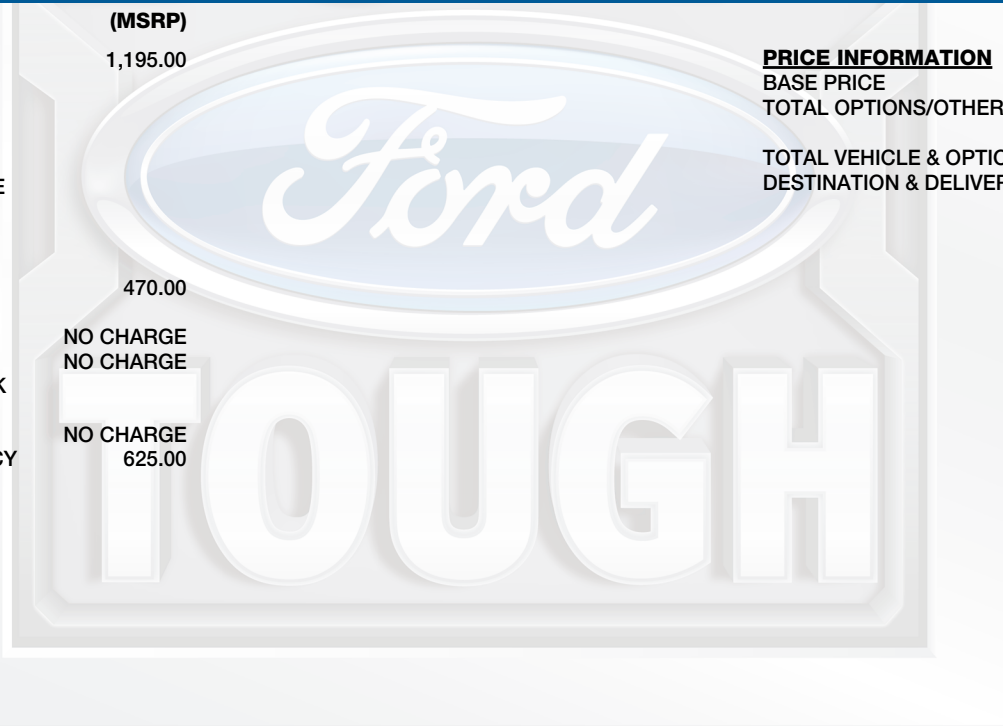 (MSRP)
1,195.00
E
470.00
NO CHARGE
NO CHARGE
K
NO CHARGE
CY 625.00
PRICE INFORMATION
BASE PRICE
TOTAL OPTIONS/OTHER
TOTAL VEHICLE & OPTIO
DESTINATION & DELIVER
Ford
TOUGH